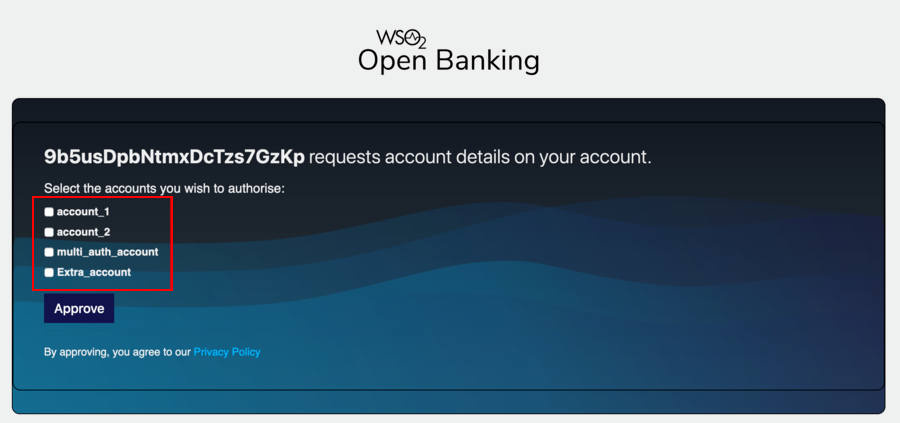 WSO2
Open Banking
9b5usDpbNtmxDcTzs7GzKp requests account details on your account.
Select the accounts you wish to authorise:
account_1
account_2
multi_auth_account
Extra_account
Approve
By approving, you agree to our Privacy Policy